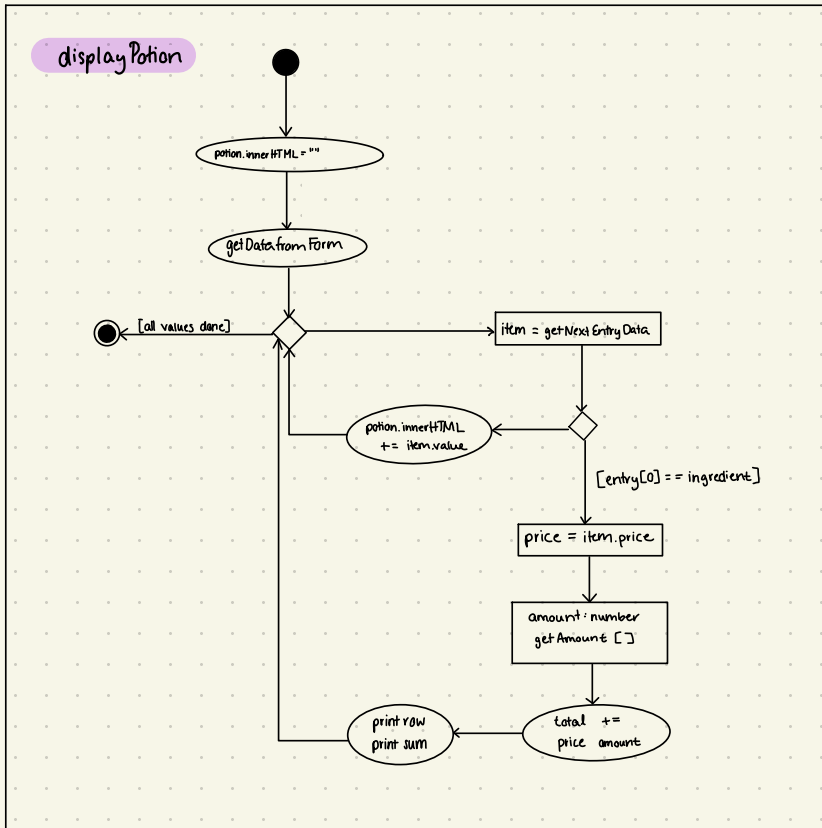 displayPotion
potion.innerHTML = ""
getDatafromForm
[all values done]
item = getNextEntryData
potion.innerHTML
+= item.value
[entry[0] == ingredient]
price = item.price
amount: number
getAmount []
total +=
price amount
print row
print sum